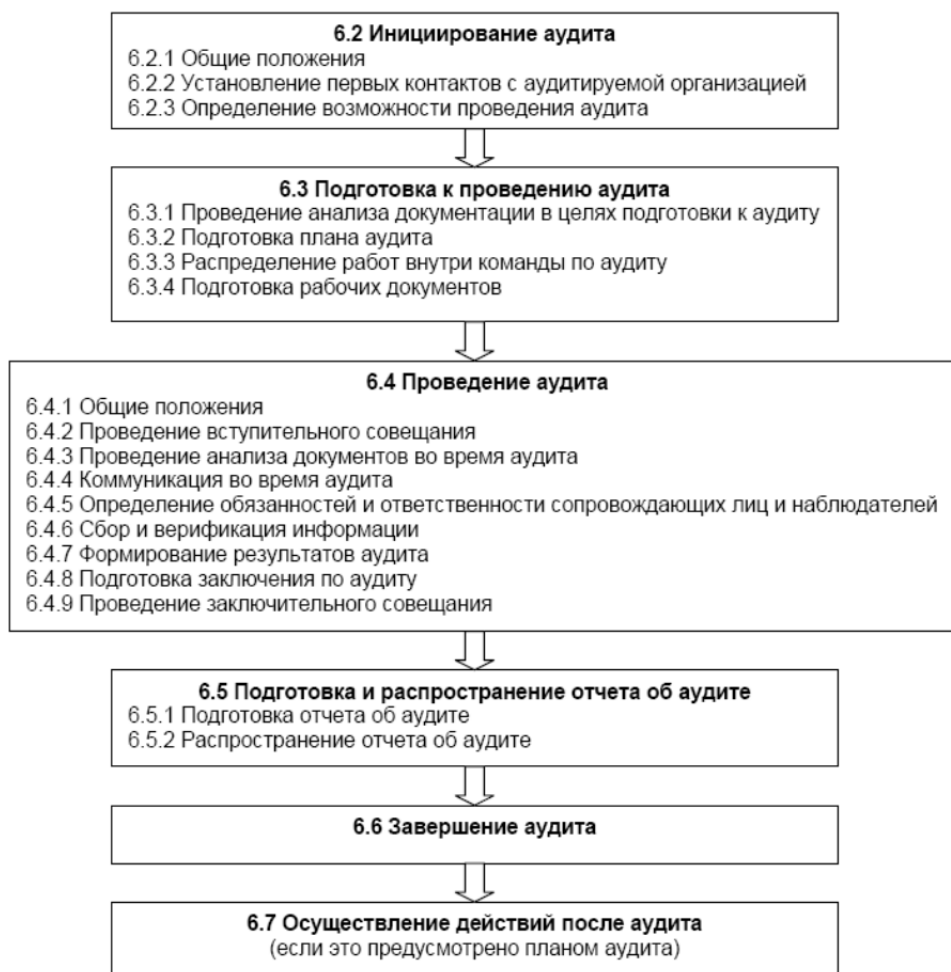 6.2 Инициирование аудита
6.2.1 Общие положения
6.2.2 Установление первых контактов с аудитируемой организацией
6.2.3 Определение возможности проведения аудита
6.3 Подготовка к проведению аудита
6.3.1 Проведение анализа документации в целях подготовки к аудиту
6.3.2 Подготовка плана аудита
6.3.3 Распределение работ внутри команды по аудиту
6.3.4 Подготовка рабочих документов
6.4 Проведение аудита
6.4.1 Общие положения
6.4.2 Проведение вступительного совещания
6.4.3 Проведение анализа документов во время аудита
6.4.4 Коммуникация во время аудита
6.4.5 Определение обязанностей и ответственности сопровождающих лиц и наблюдателей
6.4.6 Сбор и верификация информации
6.4.7 Формирование результатов аудита
6.4.8 Подготовка заключения по аудиту
6.4.9 Проведение заключительного совещания
6.5 Подготовка и распространение отчета об аудите
6.5.1 Подготовка отчета об аудите
6.5.2 Распространение отчета об аудите
6.6 Завершение аудита
6.7 Осуществление действий после аудита
(если это предусмотрено планом аудита)